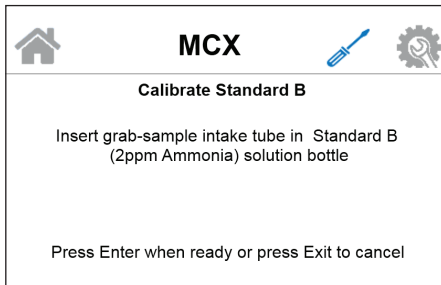 MCX
Calibrate Standard B
Insert grab-sample intake tube in  Standard B
(2ppm Ammonia) solution bottle
Press Enter when ready or press Exit to cancel